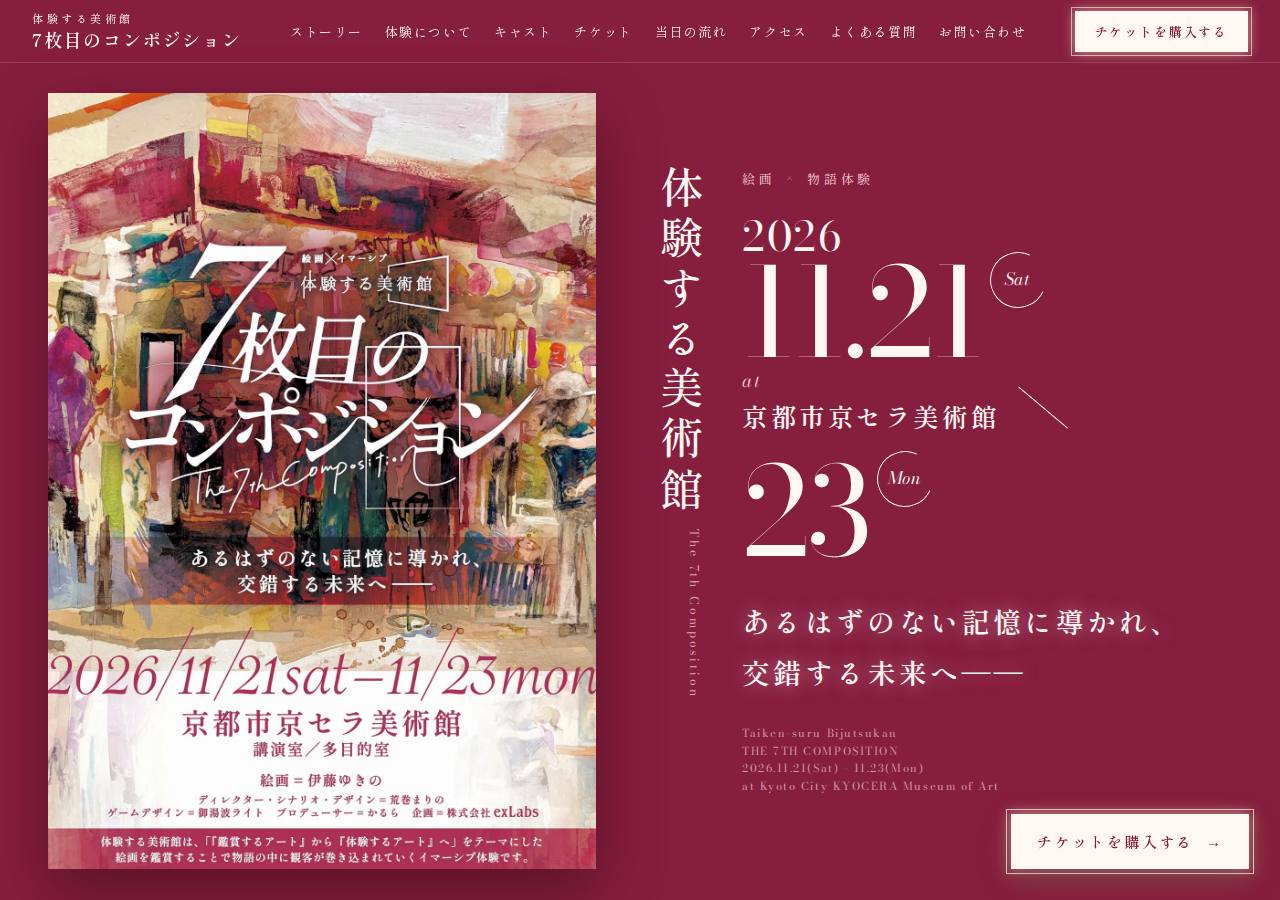 体験する美術館
7枚目のコンポジション
ストーリー
体験について
キャスト
チケット
当日の流れ
アクセス
よくある質問
お問い合わせ
チケットを購入する
絵画×イマーシブ
体験する美術館
7枚目の
コンポジション
The 7th Composition
あるはずのない記憶に導かれ、
交錯する未来へ──
2026/11/21sat–11/23mon
京都市京セラ美術館
講演室／多目的室
絵画＝伊藤ゆきの
ディレクター・シナリオ・デザイン＝荒巻まりの
ゲームデザイン＝御湯波ライト　プロデューサー＝かるら　企画＝株式会社 exLabs
体験する美術館は、「『鑑賞するアート』から『体験するアート』へ」をテーマにした
絵画を鑑賞することで物語の中に観客が巻き込まれていくイマーシブ体験です。
体験する美術館
The 7th Composition
絵画 × 物語体験
2026
11.21 Sat
at
京都市京セラ美術館
23 Mon
あるはずのない記憶に導かれ、
交錯する未来へ──
Taiken-suru Bijutsukan
THE 7TH COMPOSITION
2026.11.21(Sat) – 11.23(Mon)
at Kyoto City KYOCERA Museum of Art
チケットを購入する →